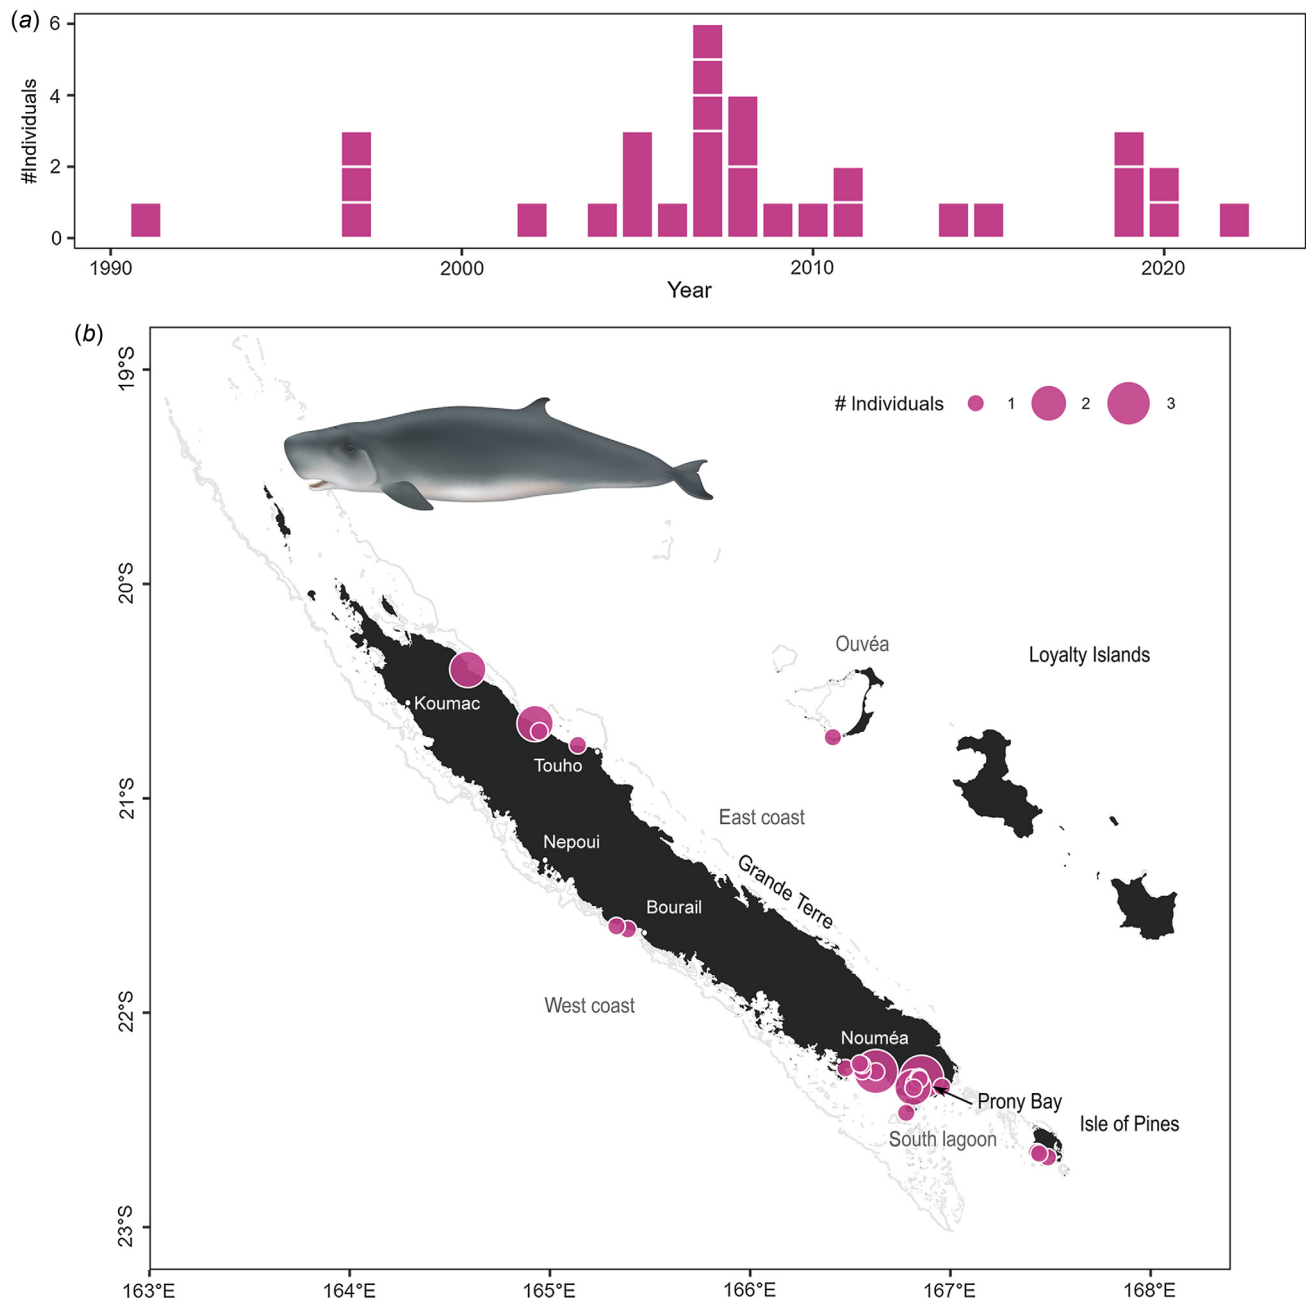 (a)
#Individuals
6
4
2
0
1990
2000
2010
2020
Year
(b)
# Individuals
1
2
3
19°S
20°S
21°S
22°S
23°S
Ouvéa
Loyalty Islands
Koumac
Touho
East coast
Nepoui
Grande Terre
Bourail
West coast
Nouméa
Prony Bay
Isle of Pines
South lagoon
163°E
164°E
165°E
166°E
167°E
168°E